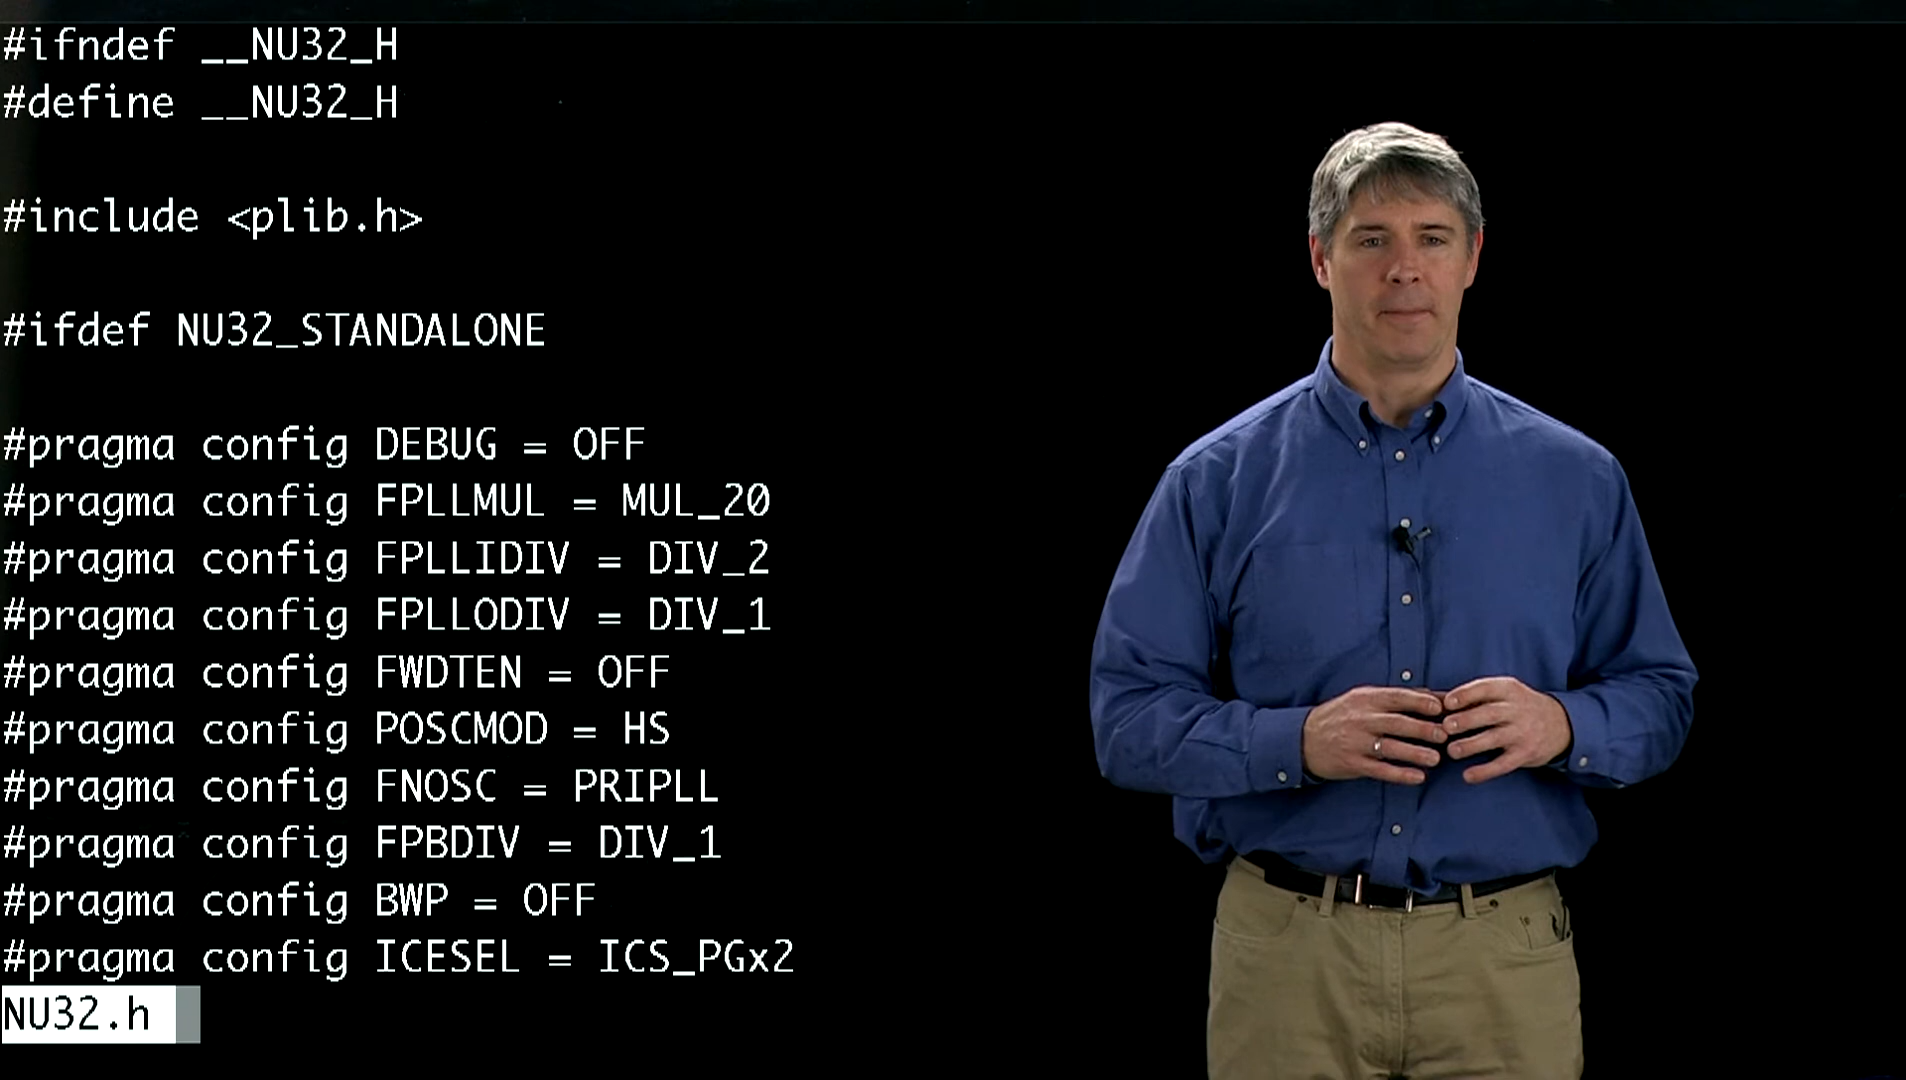 #ifndef __NU32_H
#define __NU32_H
#include <plib.h>
#ifdef NU32_STANDALONE
#pragma config DEBUG = OFF
#pragma config FPLLMUL = MUL_20
#pragma config FPLLIDIV = DIV_2
#pragma config FPLLODIV = DIV_1
#pragma config FWDTEN = OFF
#pragma config POSCMOD = HS
#pragma config FNOSC = PRIPLL
#pragma config FPBDIV = DIV_1
#pragma config BWP = OFF
#pragma config ICESEL = ICS_PGx2
NU32.h